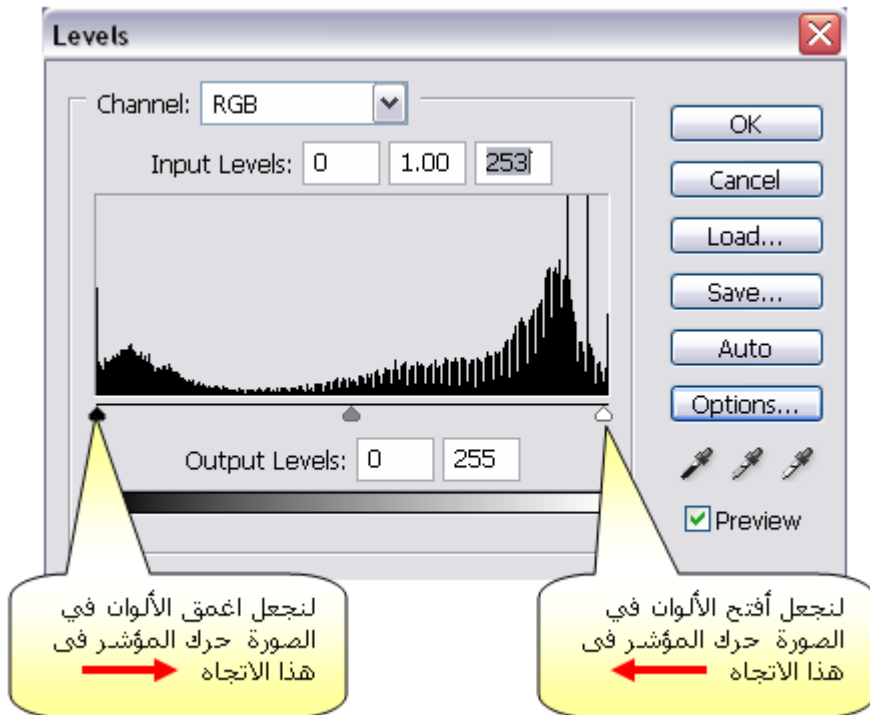 Levels
Channel: RGB
OK
Input Levels: 0 1.00 253
Cancel
Load...
Save...
Auto
Options...
Output Levels: 0 255
Preview
لنجعل أفتح الألوان في
الصورة حرك المؤشر فى
هذا الاتجاه
لنجعل اغمق الألوان في
الصورة حرك المؤشر فى
هذا الاتجاه